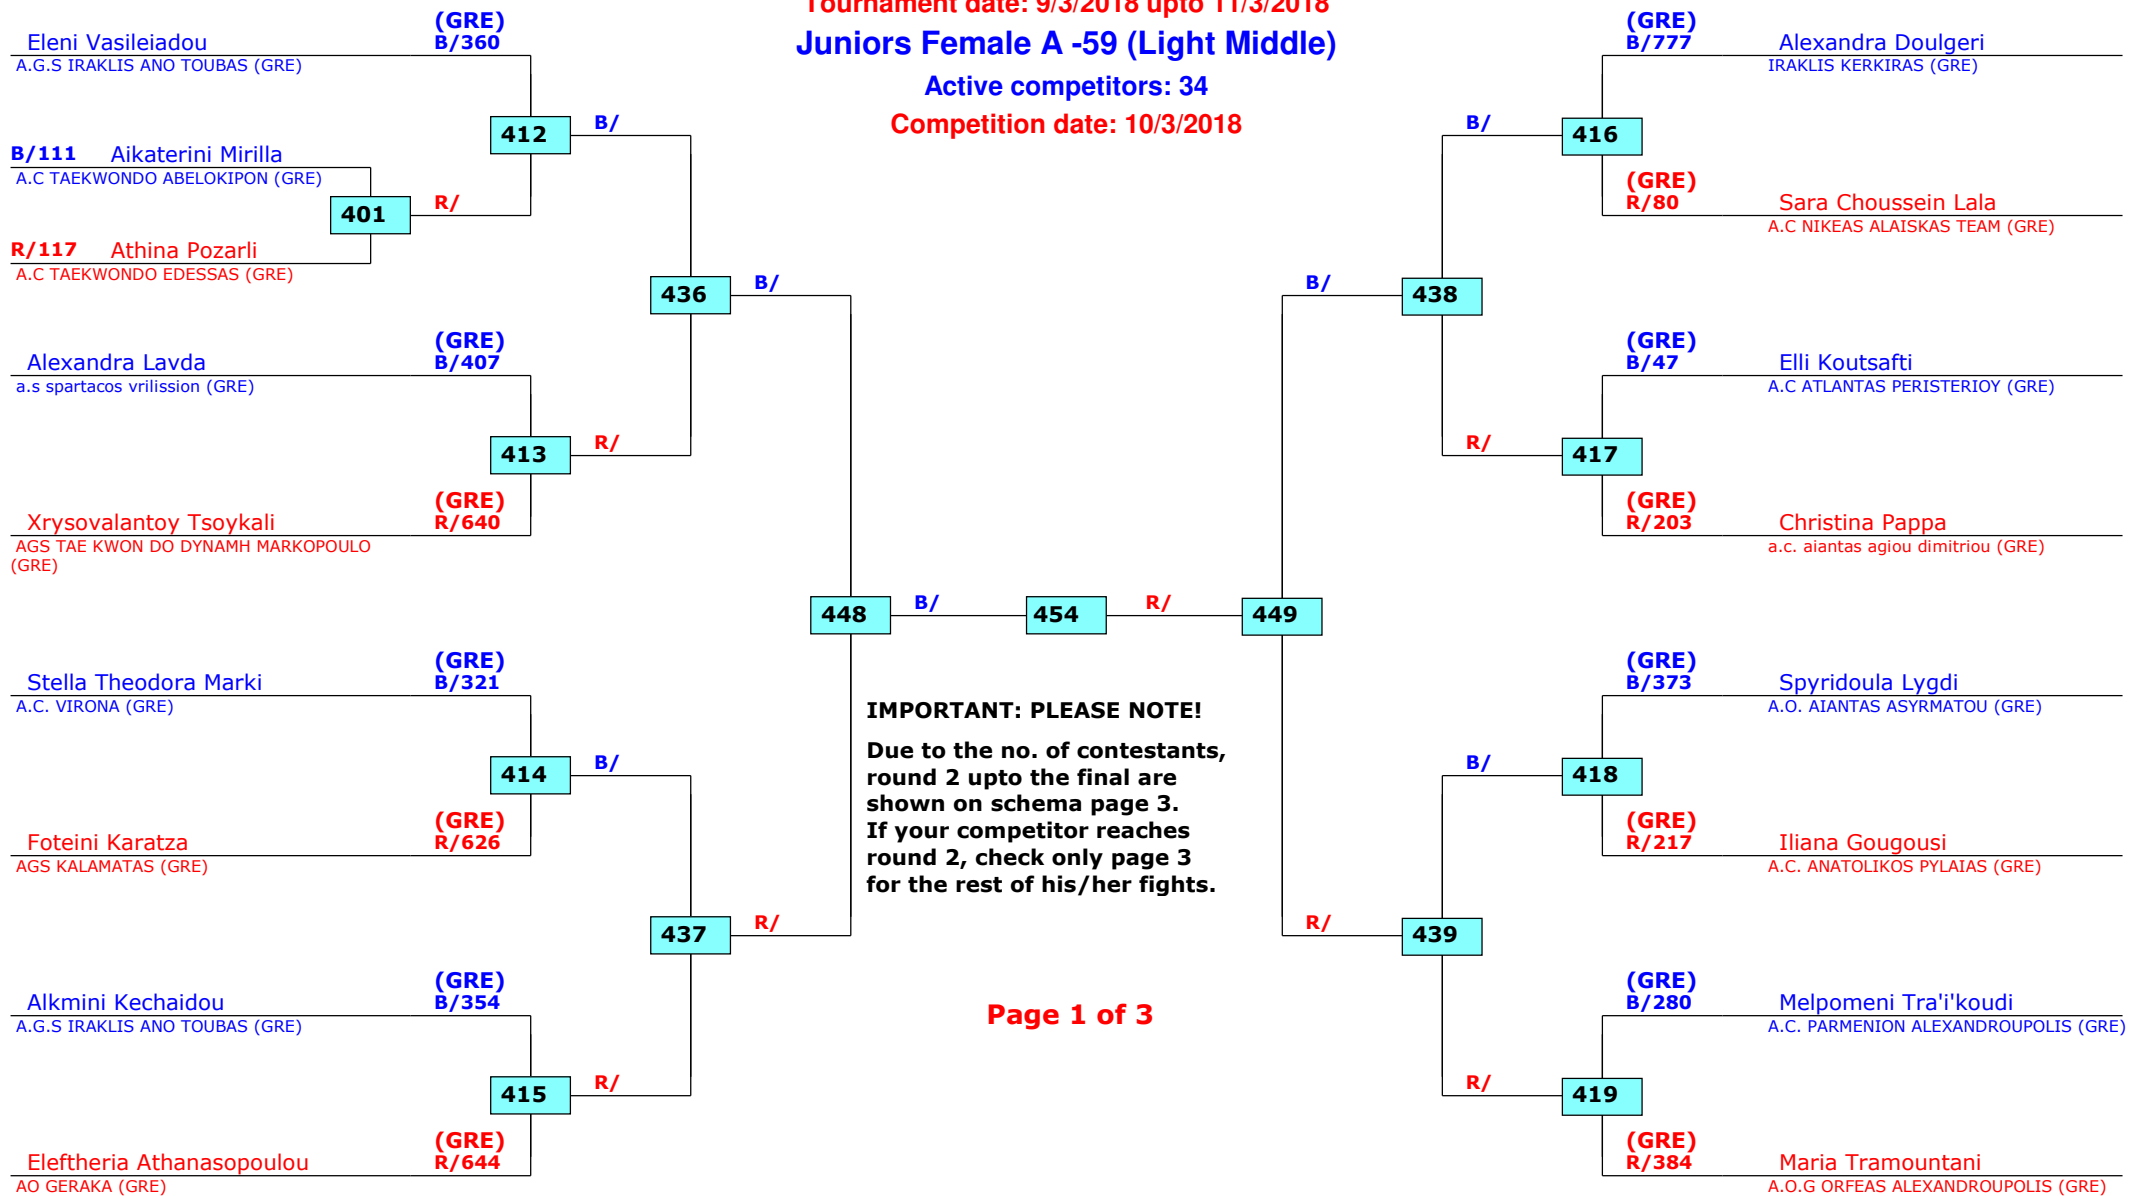 Tournament date: 9/3/2018 upto 11/3/2018
Juniors Female A -59 (Light Middle)
Active competitors: 34
Competition date: 10/3/2018
(GRE)
Eleni Vasileiadou B/360
A.G.S IRAKLIS ANO TOUBAS (GRE)
412 B/
B/111 Aikaterini Mirilla
A.C TAEKWONDO ABELOKIPON (GRE)
401 R/
R/117 Athina Pozarli
A.C TAEKWONDO EDESSAS (GRE)
436 B/
(GRE)
Alexandra Lavda B/407
a.s spartacos vrilission (GRE)
413 R/
(GRE)
Xrysovalantoy Tsoykali R/640
AGS TAE KWON DO DYNAMH MARKOPOULO
(GRE)
448 B/ 454 R/ 449
(GRE)
Stella Theodora Marki B/321
A.C. VIRONA (GRE)
414 B/
(GRE)
Foteini Karatza R/626
AGS KALAMATAS (GRE)
437 R/
(GRE)
Alkmini Kechaidou B/354
A.G.S IRAKLIS ANO TOUBAS (GRE)
415 R/
(GRE)
Eleftheria Athanasopoulou R/644
AO GERAKA (GRE)
IMPORTANT: PLEASE NOTE!
Due to the no. of contestants,
round 2 upto the final are
shown on schema page 3.
If your competitor reaches
round 2, check only page 3
for the rest of his/her fights.
Page 1 of 3
(GRE)
B/777 Alexandra Doulgeri
IRAKLIS KERKIRAS (GRE)
B/ 416
(GRE)
R/80 Sara Choussein Lala
A.C NIKEAS ALAISKAS TEAM (GRE)
B/ 438
(GRE)
B/47 Elli Koutsafti
A.C ATLANTAS PERISTERIOY (GRE)
R/ 417
(GRE)
R/203 Christina Pappa
a.c. aiantas agiou dimitriou (GRE)
(GRE)
B/373 Spyridoula Lygdi
A.O. AIANTAS ASYRMATOU (GRE)
B/ 418
(GRE)
R/217 Iliana Gougousi
A.C. ANATOLIKOS PYLAIAS (GRE)
R/ 439
(GRE)
B/280 Melpomeni Tra'i'koudi
A.C. PARMENION ALEXANDROUPOLIS (GRE)
R/ 419
(GRE)
R/384 Maria Tramountani
A.O.G ORFEAS ALEXANDROUPOLIS (GRE)